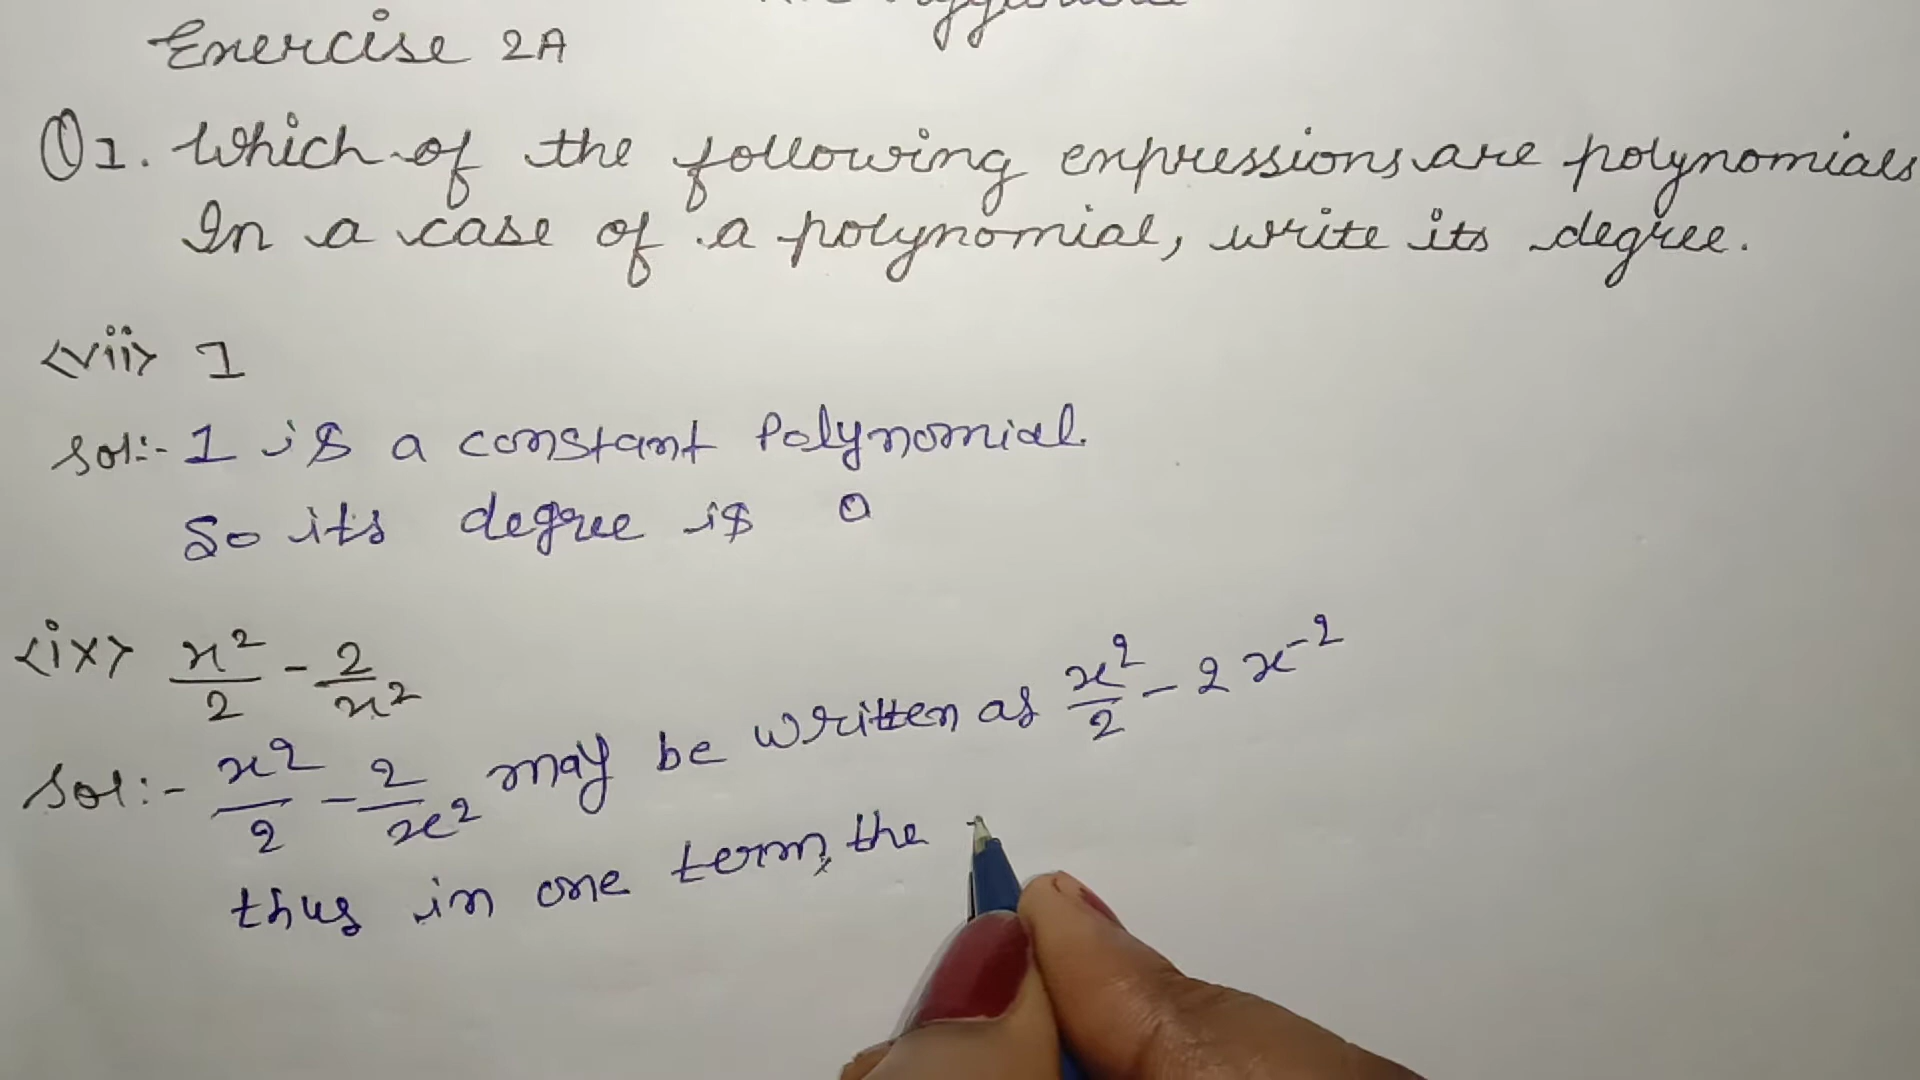 Exercise 2A
Q1. Which of the following expressions are polynomials
In a case of a polynomial, write its degree.
<vii> 1
Sol:- 1 is a constant Polynomial.
So its degree is 0
<ix> x²/2 - 2/x²
Sol:- x²/2 - 2/x² may be written as x²/2 - 2x⁻²
thus in one term, the